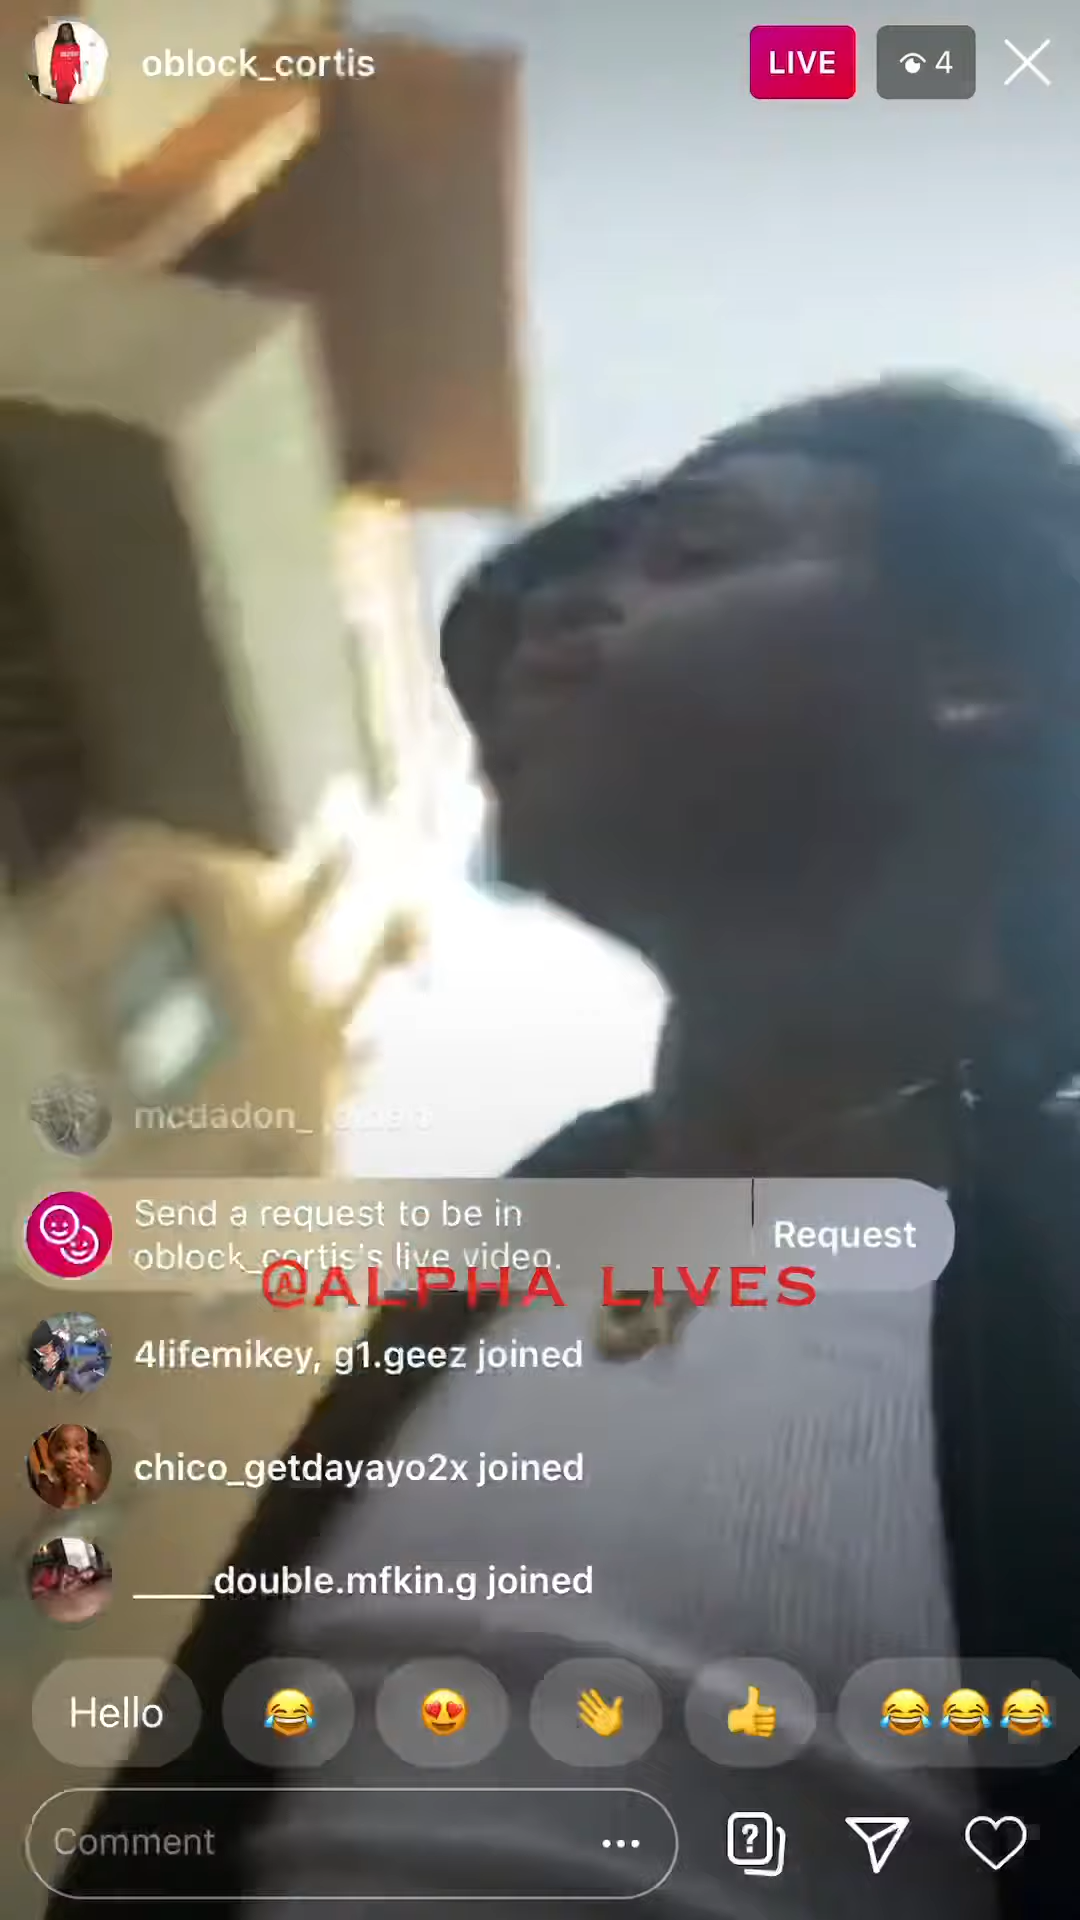 oblock_cortis
LIVE
4
mcdadon_
Send a request to be in
oblock_cortis's live video.
Request
@ALPHA LIVES
4lifemikey, g1.geez joined
chico_getdayayo2x joined
____double.mfkin.g joined
Hello
Comment